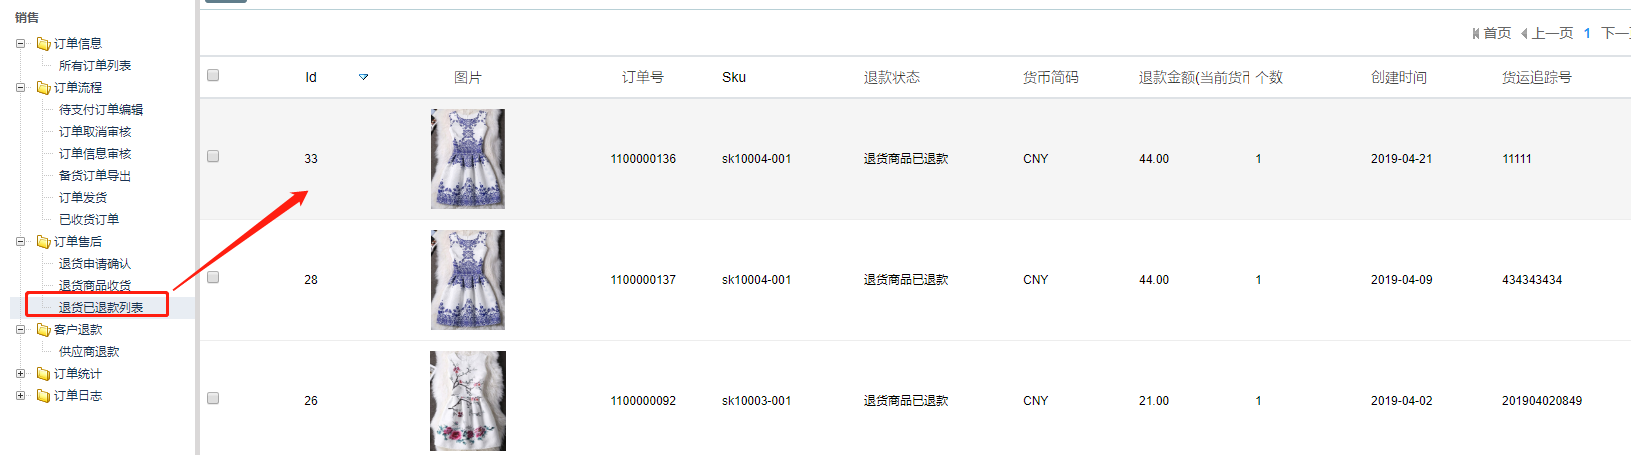 销售
订单信息
所有订单列表
订单流程
待支付订单编辑
订单取消审核
订单信息审核
备货订单导出
订单发货
已收货订单
订单售后
退货申请确认
退货商品收货
退货已退款列表
客户退款
供应商退款
订单统计
订单日志
首页 上一页 1 下一
Id 图片 订单号 Sku 退款状态 货币简码 退款金额(当前货币 个数 创建时间 货运追踪号
33 1100000136 sk10004-001 退货商品已退款 CNY 44.00 1 2019-04-21 11111
28 1100000137 sk10004-001 退货商品已退款 CNY 44.00 1 2019-04-09 434343434
26 1100000092 sk10003-001 退货商品已退款 CNY 21.00 1 2019-04-02 201904020849